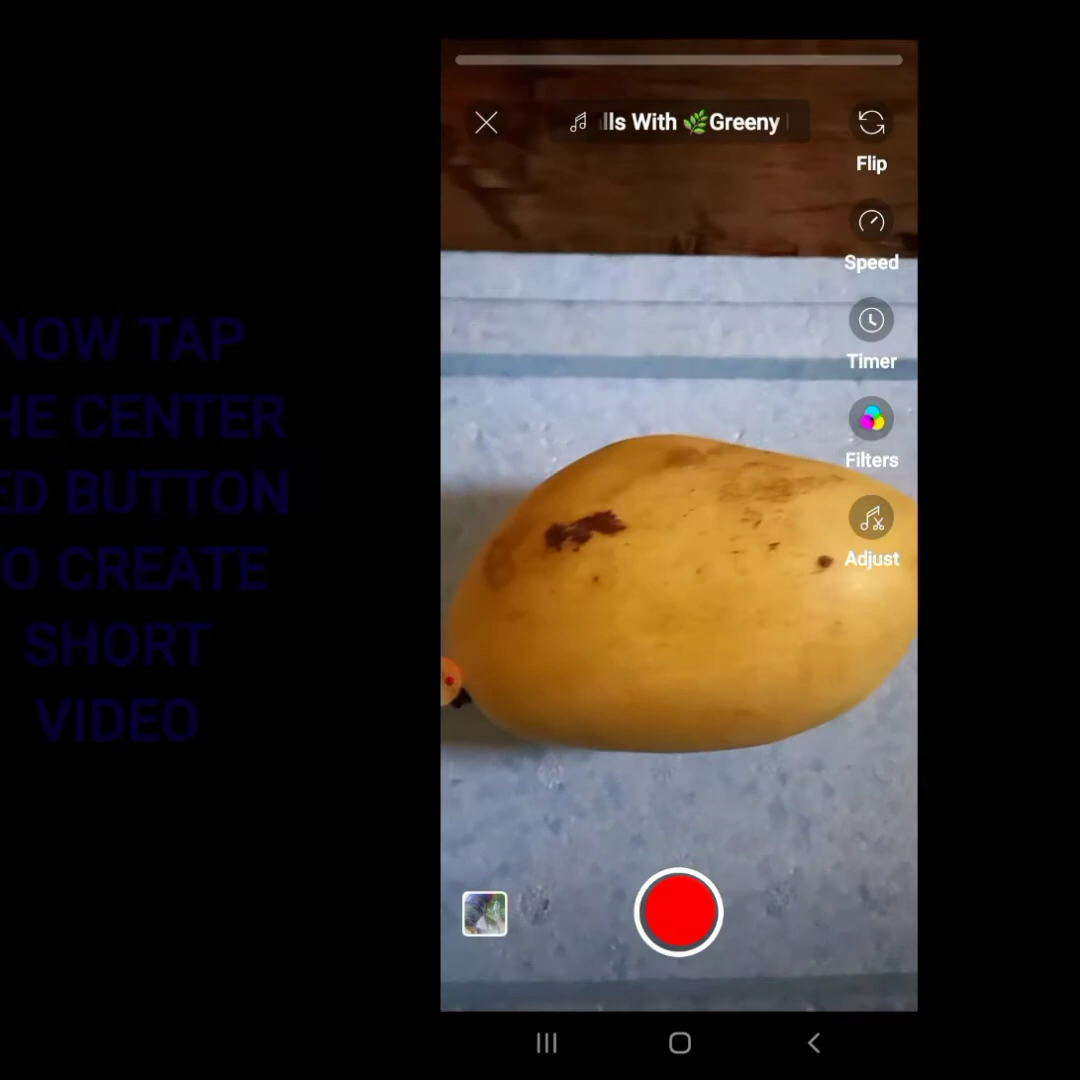 NOW TAP
HE CENTER
ED BUTTON
O CREATE
SHORT
VIDEO
lls With 🌿Greeny
Flip
Speed
Timer
Filters
Adjust